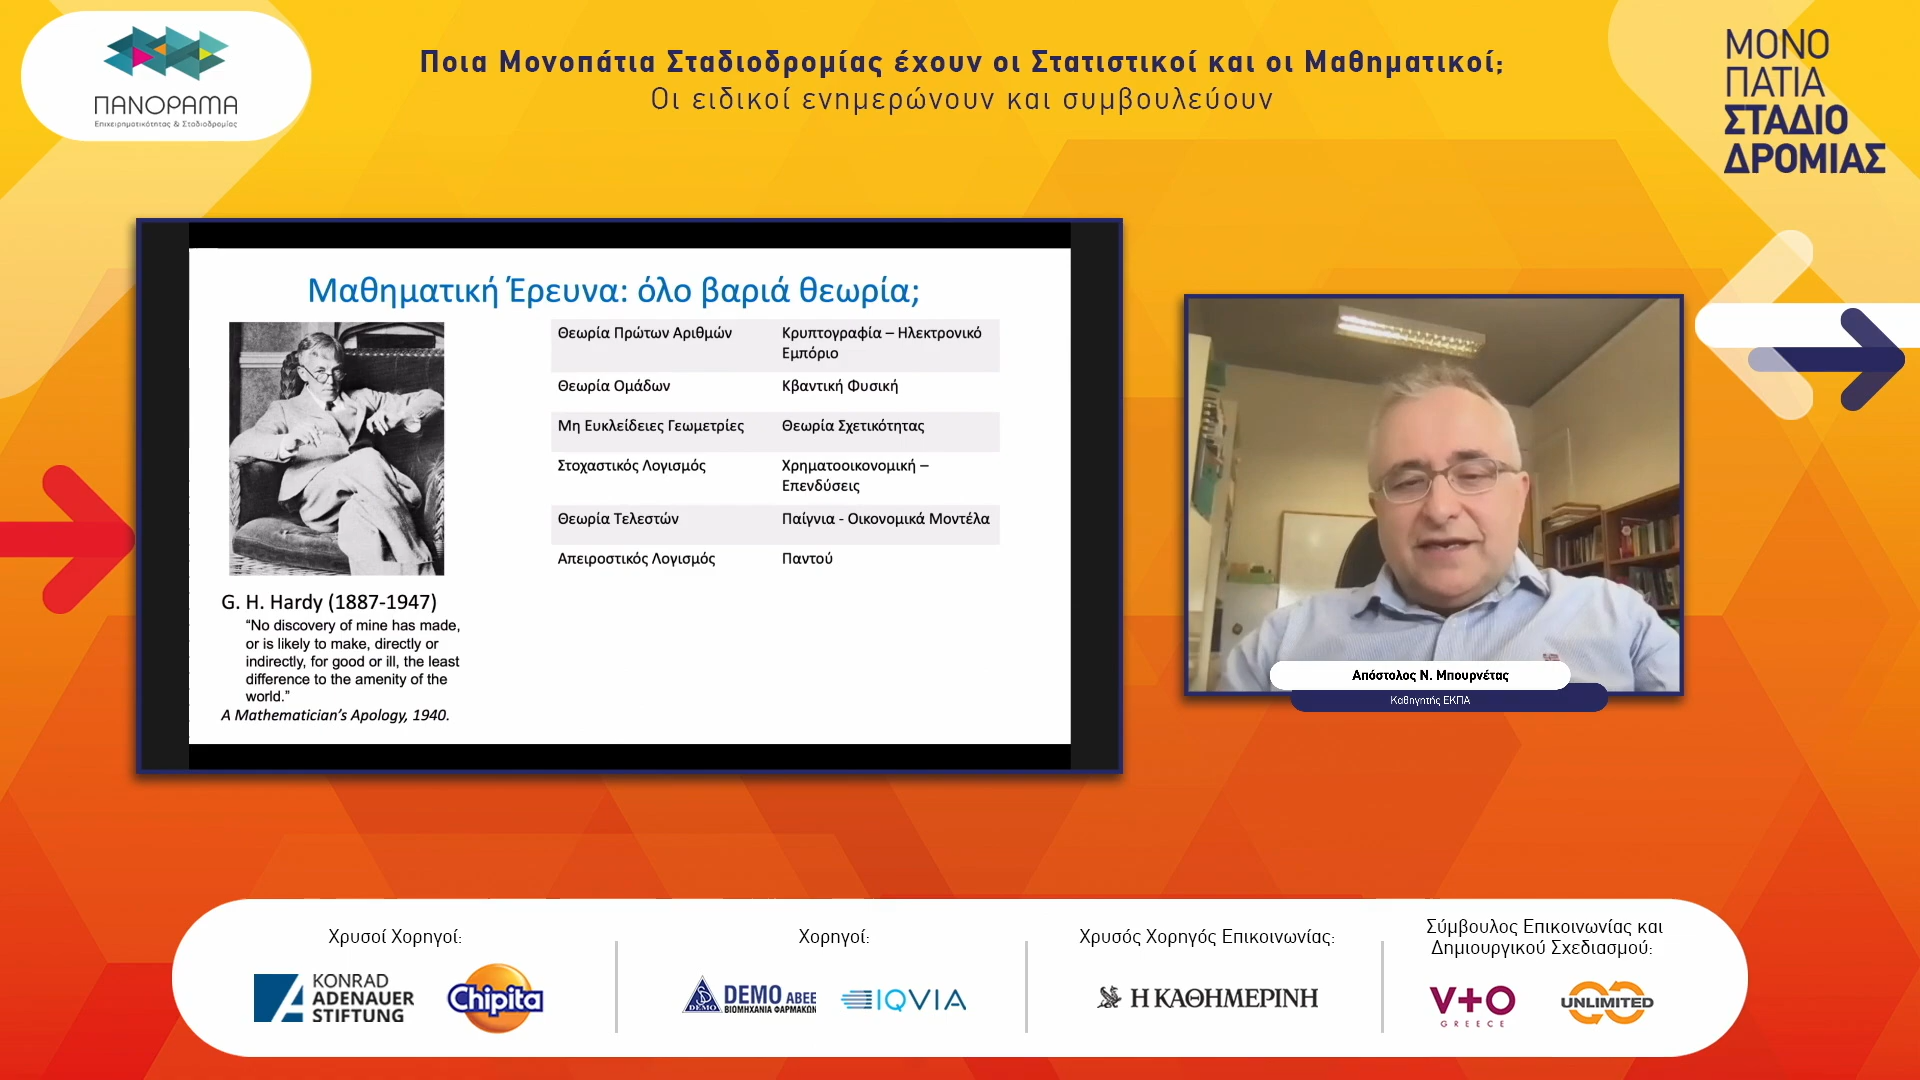 ΠΑΝΟΡΑΜΑ
Επιχειρηματικότητας & Σταδιοδρομίας
Ποια Μονοπάτια Σταδιοδρομίας έχουν οι Στατιστικοί και οι Μαθηματικοί;
Οι ειδικοί ενημερώνουν και συμβουλεύουν
ΜΟΝΟ
ΠΑΤΙΑ
ΣΤΑΔΙΟ
ΔΡΟΜΙΑΣ
Μαθηματική Έρευνα: όλο βαριά θεωρία;
Θεωρία Πρώτων Αριθμών Κρυπτογραφία – Ηλεκτρονικό
Εμπόριο
Θεωρία Ομάδων Κβαντική Φυσική
Μη Ευκλείδειες Γεωμετρίες Θεωρία Σχετικότητας
Στοχαστικός Λογισμός Χρηματοοικονομική –
Επενδύσεις
Θεωρία Τελεστών Παίγνια - Οικονομικά Μοντέλα
Απειροστικός Λογισμός Παντού
G. H. Hardy (1887-1947)
“No discovery of mine has made,
or is likely to make, directly or
indirectly, for good or ill, the least
difference to the amenity of the
world.”
A Mathematician’s Apology, 1940.
Απόστολος Ν. Μπουρνέτας
Καθηγητής ΕΚΠΑ
Χρυσοί Χορηγοί:
KONRAD
ADENAUER
STIFTUNG
Chipita
Χορηγοί:
DEMO
DEMO ABEE
ΒΙΟΜΗΧΑΝΙΑ ΦΑΡΜΑΚΩΝ
IQVIA
Χρυσός Χορηγός Επικοινωνίας:
Η ΚΑΘΗΜΕΡΙΝΗ
Σύμβουλος Επικοινωνίας και
Δημιουργικού Σχεδιασμού:
V+O
GREECE
UNLIMITED